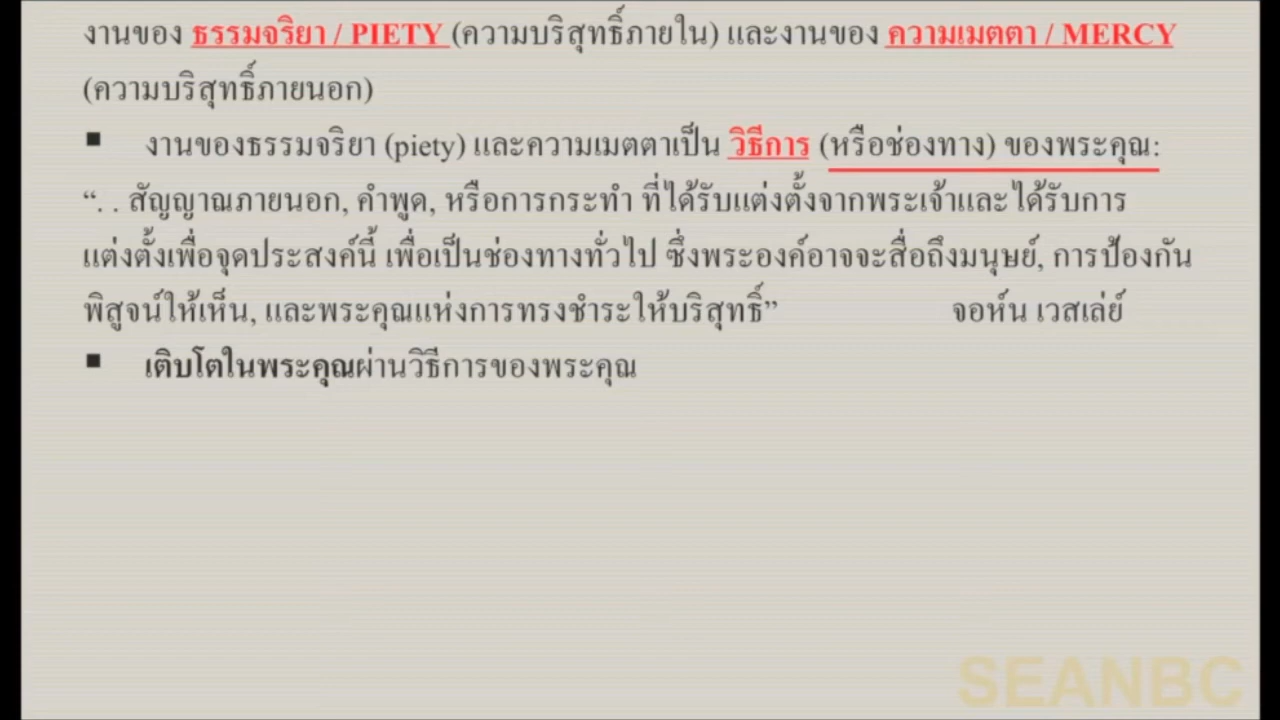 งานของ ธรรมจริยา / PIETY (ความบริสุทธิ์ภายใน) และงานของ ความเมตตา / MERCY
(ความบริสุทธิ์ภายนอก)
▪ งานของธรรมจริยา (piety) และความเมตตาเป็น วิธีการ (หรือช่องทาง) ของพระคุณ:
“. . สัญญาณภายนอก, คำพูด, หรือการกระทำ ที่ได้รับแต่งตั้งจากพระเจ้าและได้รับการ
แต่งตั้งเพื่อจุดประสงค์นี้ เพื่อเป็นช่องทางทั่วไป ซึ่งพระองค์อาจจะสื่อถึงมนุษย์, การป้องกัน
พิสูจน์ให้เห็น, และพระคุณแห่งการทรงชำระให้บริสุทธิ์” จอห์น เวสเล่ย์
▪ เติบโตในพระคุณผ่านวิธีการของพระคุณ
SEANBC